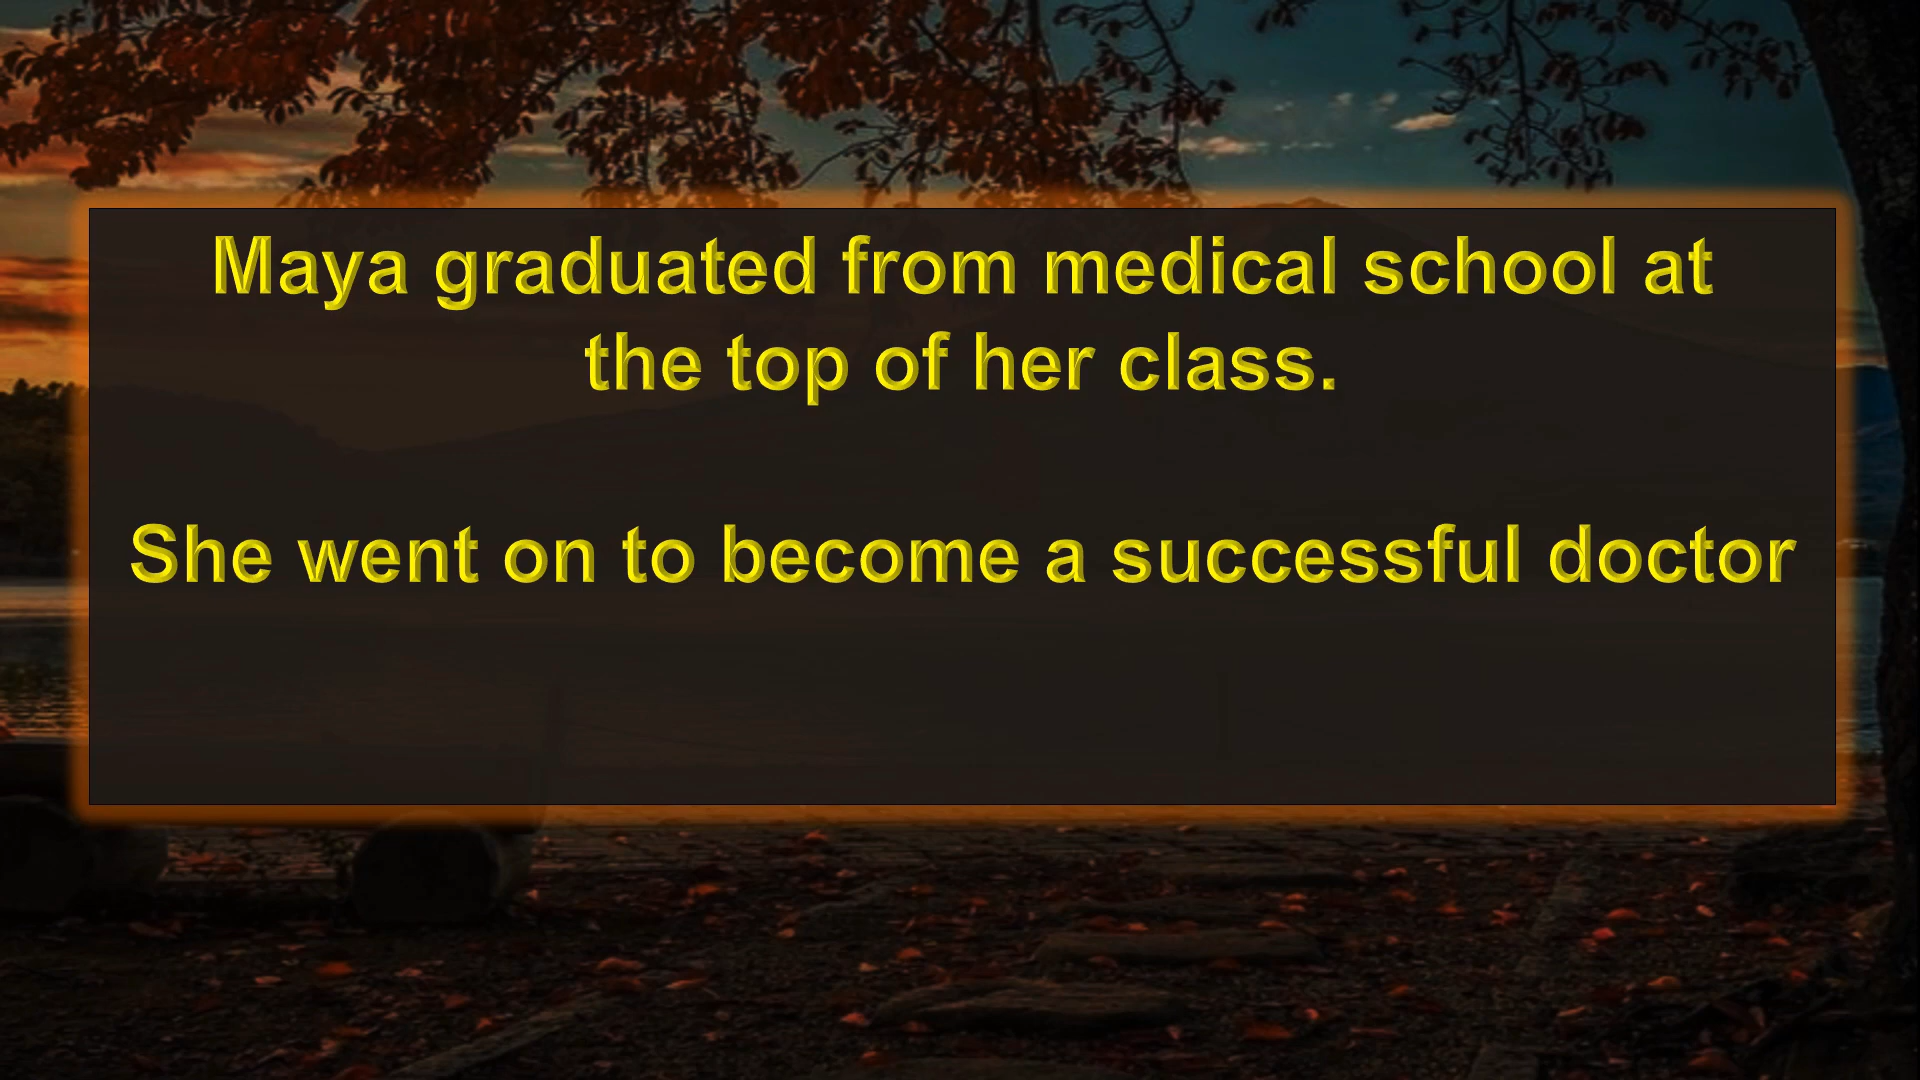 Maya graduated from medical school at
the top of her class.
She went on to become a successful doctor